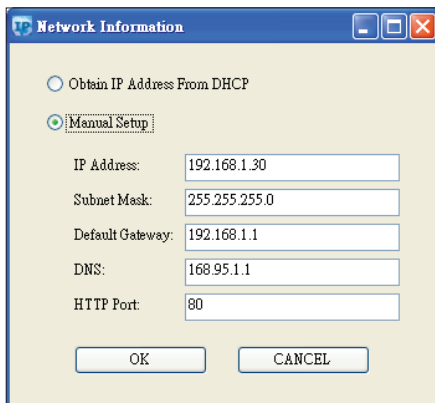 IP Network Information
Obtain IP Address From DHCP
Manual Setup
IP Address: 192.168.1.30
Subnet Mask: 255.255.255.0
Default Gateway: 192.168.1.1
DNS: 168.95.1.1
HTTP Port: 80
OK CANCEL